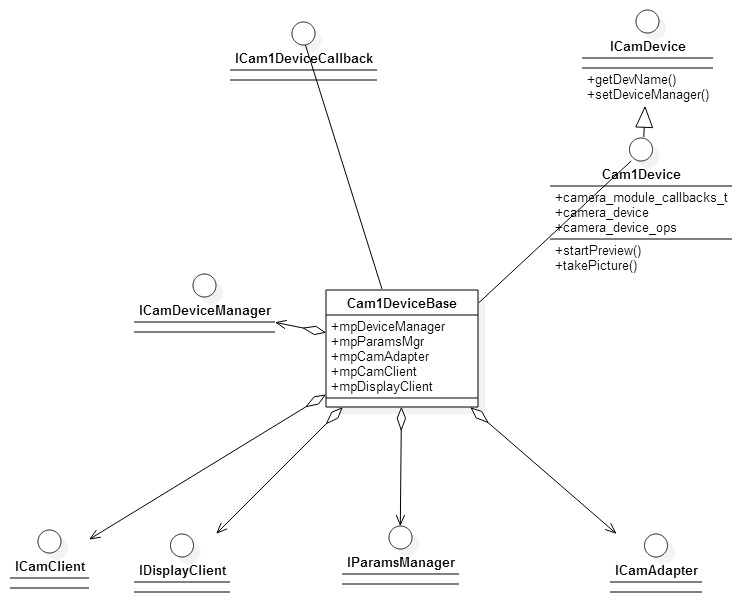 ICam1DeviceCallback
ICamDevice
+getDevName()
+setDeviceManager()
Cam1Device
+camera_module_callbacks_t
+camera_device
+camera_device_ops
+startPreview()
+takePicture()
ICamDeviceManager
Cam1DeviceBase
+mpDeviceManager
+mpParamsMgr
+mpCamAdapter
+mpCamClient
+mpDisplayClient
ICamClient
IDisplayClient
IParamsManager
ICamAdapter